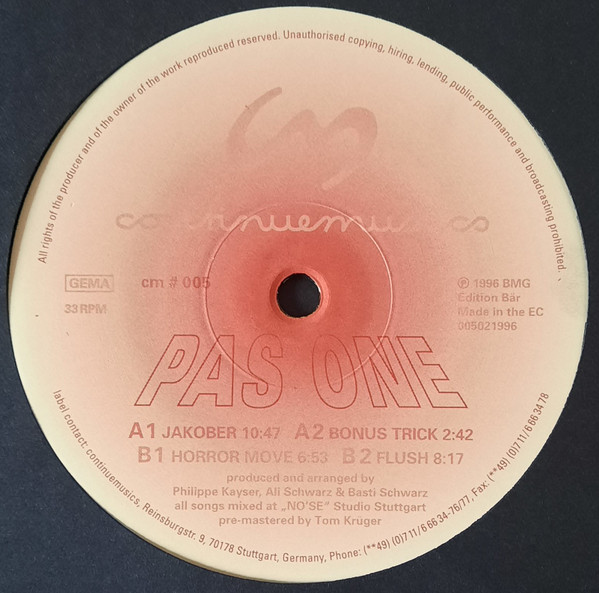 All rights of the producer and of the owner of the work reproduced reserved. Unauthorised copying, hiring, lending, public performance and broadcasting prohibited.
cm
continuemusics
GEMA
cm # 005
℗ 1996 BMG
33 RPM
Edition Bär
Made in the EC
005021996
PAS ONE
A1 JAKOBER 10:47 A2 BONUS TRICK 2:42
B1 HORROR MOVE 6:53 B2 FLUSH 8:17
produced and arranged by
Philippe Kayser, Ali Schwarz & Basti Schwarz
all songs mixed at „NO'SE" Studio Stuttgart
pre-mastered by Tom Krüger
label contact: continuemusics, Reinsburgstr. 9, 70178 Stuttgart, Germany, Phone: (**49) (0)711/6 66 34-76/77, Fax: (**49) (0)711/6 66 34 78